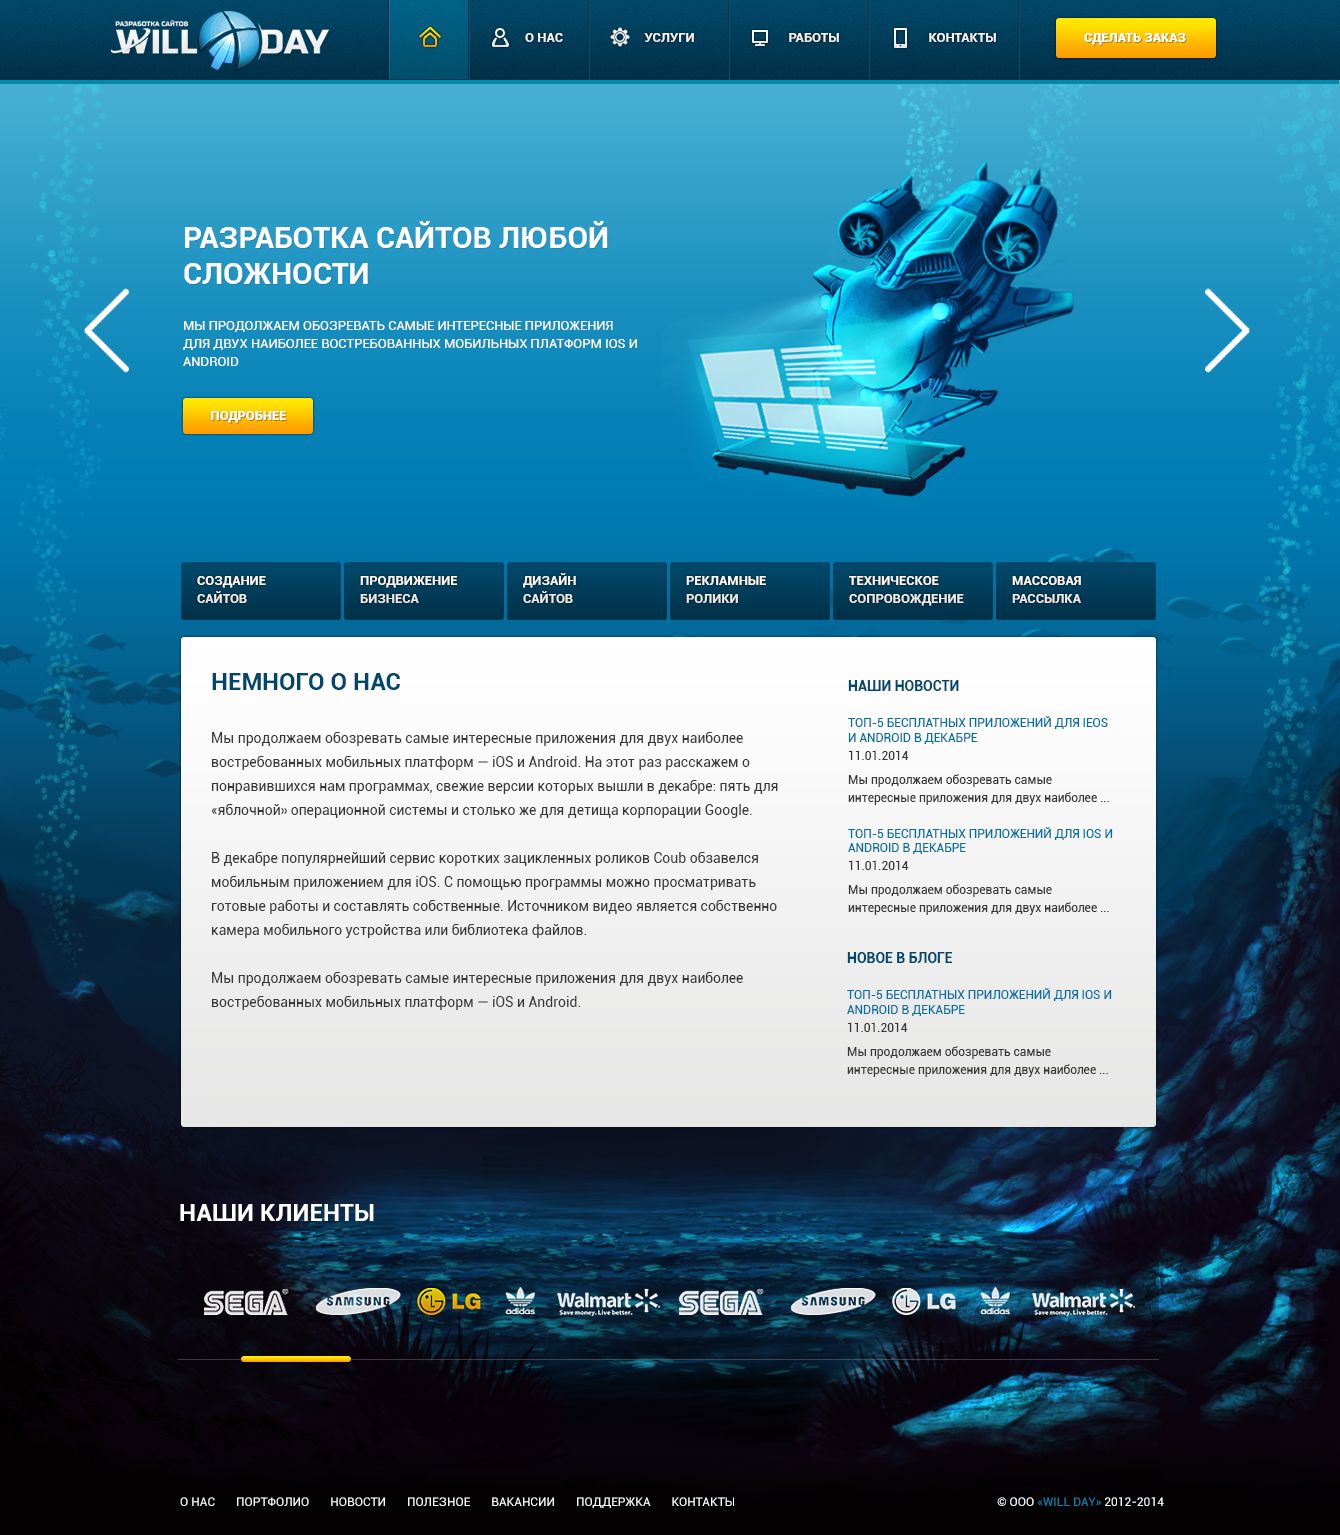 РАЗРАБОТКА САЙТОВ
WILL DAY
О НАС
УСЛУГИ
РАБОТЫ
КОНТАКТЫ
СДЕЛАТЬ ЗАКАЗ
РАЗРАБОТКА САЙТОВ ЛЮБОЙ
СЛОЖНОСТИ
МЫ ПРОДОЛЖАЕМ ОБОЗРЕВАТЬ САМЫЕ ИНТЕРЕСНЫЕ ПРИЛОЖЕНИЯ
ДЛЯ ДВУХ НАИБОЛЕЕ ВОСТРЕБОВАННЫХ МОБИЛЬНЫХ ПЛАТФОРМ IOS И
ANDROID
ПОДРОБНЕЕ
СОЗДАНИЕ
САЙТОВ
ПРОДВИЖЕНИЕ
БИЗНЕСА
ДИЗАЙН
САЙТОВ
РЕКЛАМНЫЕ
РОЛИКИ
ТЕХНИЧЕСКОЕ
СОПРОВОЖДЕНИЕ
МАССОВАЯ
РАССЫЛКА
НЕМНОГО О НАС
Мы продолжаем обозревать самые интересные приложения для двух наиболее
востребованных мобильных платформ — iOS и Android. На этот раз расскажем о
понравившихся нам программах, свежие версии которых вышли в декабре: пять для
«яблочной» операционной системы и столько же для детища корпорации Google.
В декабре популярнейший сервис коротких зацикленных роликов Coub обзавелся
мобильным приложением для iOS. С помощью программы можно просматривать
готовые работы и составлять собственные. Источником видео является собственно
камера мобильного устройства или библиотека файлов.
Мы продолжаем обозревать самые интересные приложения для двух наиболее
востребованных мобильных платформ — iOS и Android.
НАШИ НОВОСТИ
ТОП-5 БЕСПЛАТНЫХ ПРИЛОЖЕНИЙ ДЛЯ IEOS
И ANDROID В ДЕКАБРЕ
11.01.2014
Мы продолжаем обозревать самые
интересные приложения для двух наиболее ...
ТОП-5 БЕСПЛАТНЫХ ПРИЛОЖЕНИЙ ДЛЯ IOS И
ANDROID В ДЕКАБРЕ
11.01.2014
Мы продолжаем обозревать самые
интересные приложения для двух наиболее ...
НОВОЕ В БЛОГЕ
ТОП-5 БЕСПЛАТНЫХ ПРИЛОЖЕНИЙ ДЛЯ IOS И
ANDROID В ДЕКАБРЕ
11.01.2014
Мы продолжаем обозревать самые
интересные приложения для двух наиболее ...
НАШИ КЛИЕНТЫ
SEGA®
SAMSUNG
LG
adidas
Walmart
Save money. Live better.
SEGA®
SAMSUNG
LG
adidas
Walmart
Save money. Live better.
О НАС ПОРТФОЛИО НОВОСТИ ПОЛЕЗНОЕ ВАКАНСИИ ПОДДЕРЖКА КОНТАКТЫ
© ООО «WILL DAY» 2012-2014